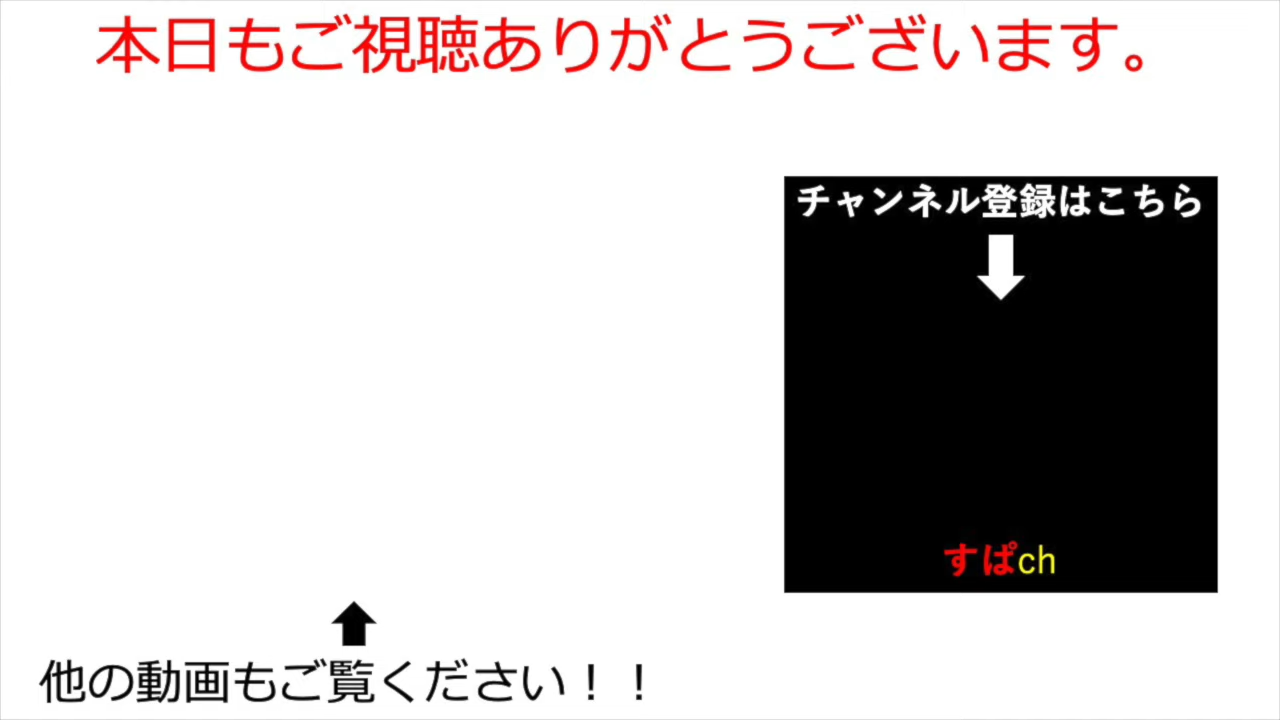 本日もご視聴ありがとうございます。
チャンネル登録はこちら
すぱch
他の動画もご覧ください！！